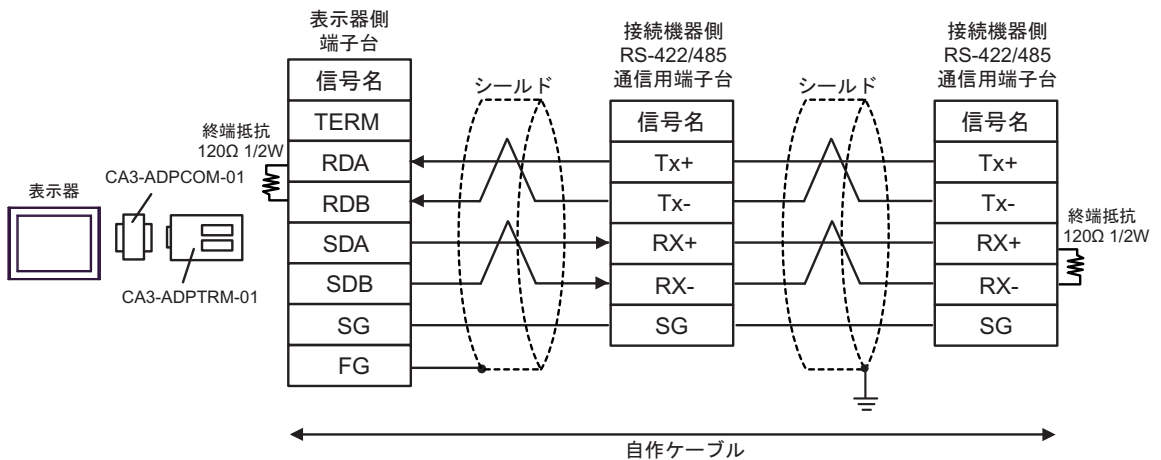 表示器側
端子台
信号名
TERM
RDA
RDB
SDA
SDB
SG
FG
終端抵抗
120Ω 1/2W
表示器
CA3-ADPCOM-01
CA3-ADPTRM-01
シールド
接続機器側
RS-422/485
通信用端子台
信号名
Tx+
Tx-
RX+
RX-
SG
シールド
接続機器側
RS-422/485
通信用端子台
信号名
Tx+
Tx-
RX+
RX-
SG
終端抵抗
120Ω 1/2W
自作ケーブル